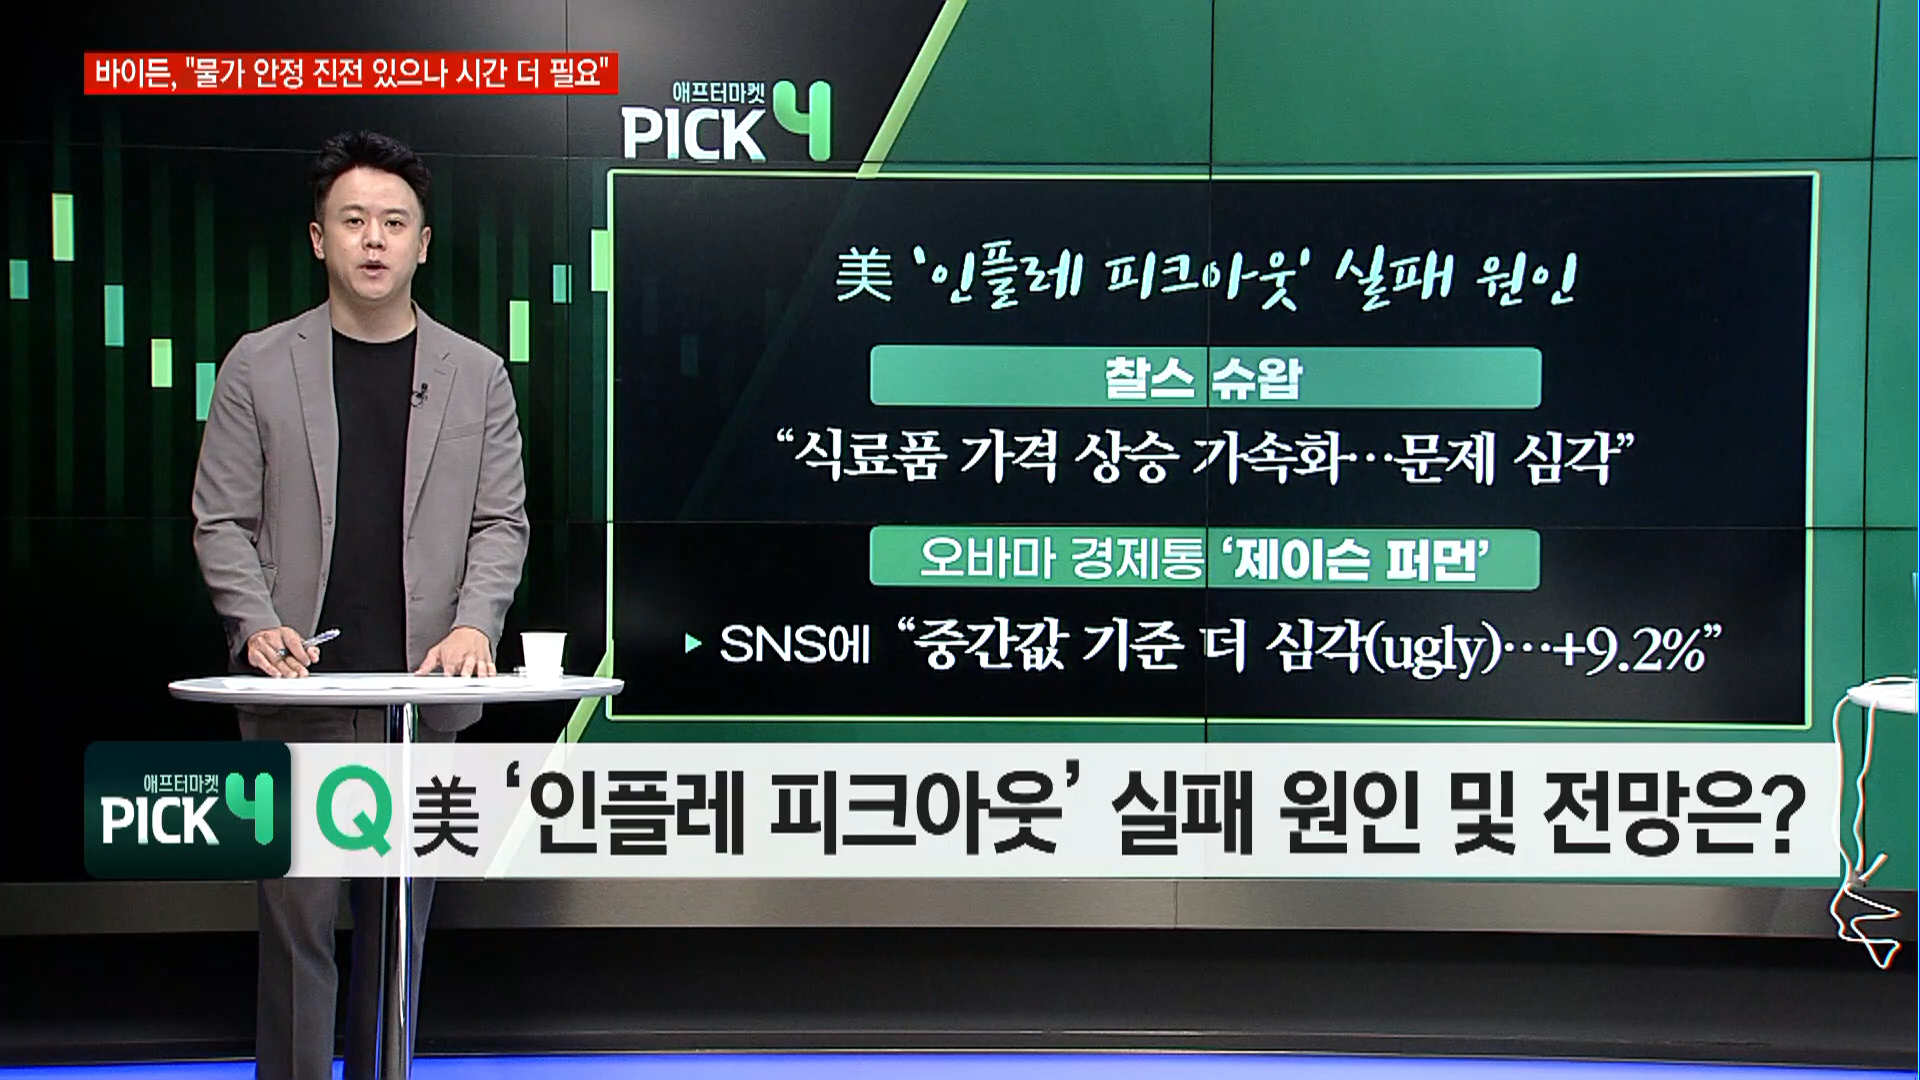 바이든, "물가 안정 진전 있으나 시간 더 필요"
애프터마켓
PICK 4
美 '인플레 피크아웃' 실패 원인
찰스 슈왑
“식료품 가격 상승 가속화…문제 심각”
오바마 경제통 ‘제이슨 퍼먼’
▶ SNS에 “중간값 기준 더 심각(ugly)…+9.2%”
애프터마켓
PICK 4
Q 美 ‘인플레 피크아웃’ 실패 원인 및 전망은?